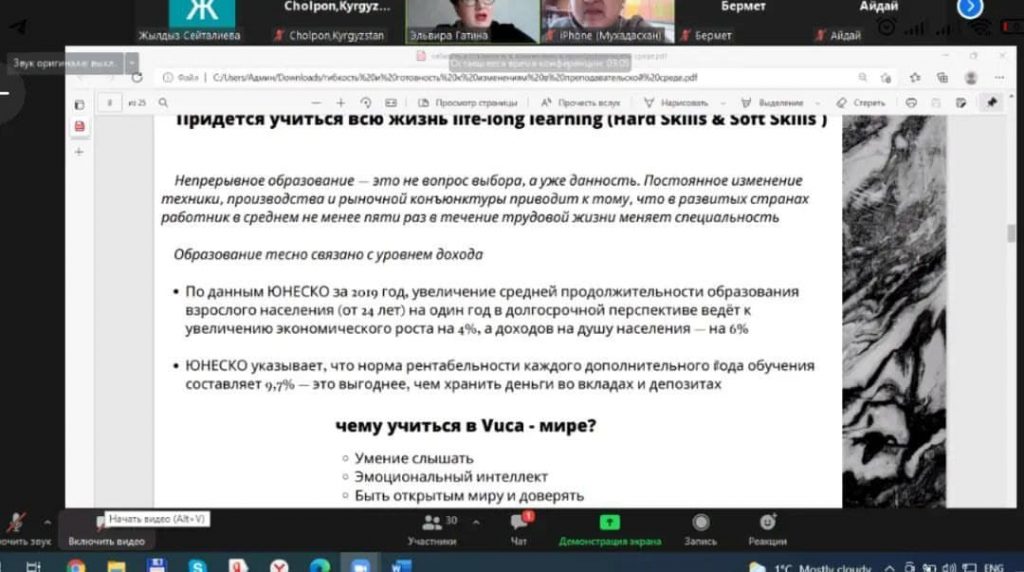 Ж
Cholpon,Kyrgyz...
Бермет
Айдай
Жылдыз Сейталиева
Cholpon,Kyrgyzstan
Эльвира Гатина
iPhone (Мухадасхан)
Бермет
Айдай
Звук оригинале: выкл.
Оставшееся время конференции: 03:05
Файл | C:/Users/Админ/Downloads/гибкость%20и%20готовность%20к%20изменениям%20в%20преподавательской%20среде.pdf
8 из 25
Просмотр страницы
Прочесть вслух
Нарисовать
Выделение
Стереть
Придется учиться всю жизнь life-long learning (Hard Skills & Soft Skills )
Непрерывное образование — это не вопрос выбора, а уже данность. Постоянное изменение
техники, производства и рыночной конъюнктуры приводит к тому, что в развитых странах
работник в среднем не менее пяти раз в течение трудовой жизни меняет специальность
Образование тесно связано с уровнем дохода
• По данным ЮНЕСКО за 2019 год, увеличение средней продолжительности образования
взрослого населения (от 24 лет) на один год в долгосрочной перспективе ведёт к
увеличению экономического роста на 4%, а доходов на душу населения — на 6%
• ЮНЕСКО указывает, что норма рентабельности каждого дополнительного года обучения
составляет 9,7% — это выгоднее, чем хранить деньги во вкладах и депозитах
чему учиться в Vuca - мире?
◦ Умение слышать
◦ Эмоциональный интеллект
◦ Быть открытым миру и доверять
Начать видео (Alt+V)
30
1
ючить звук
Включить видео
Участники
Чат
Демонстрация экрана
Запись
Реакции
1°C Mostly cloudy
ENG